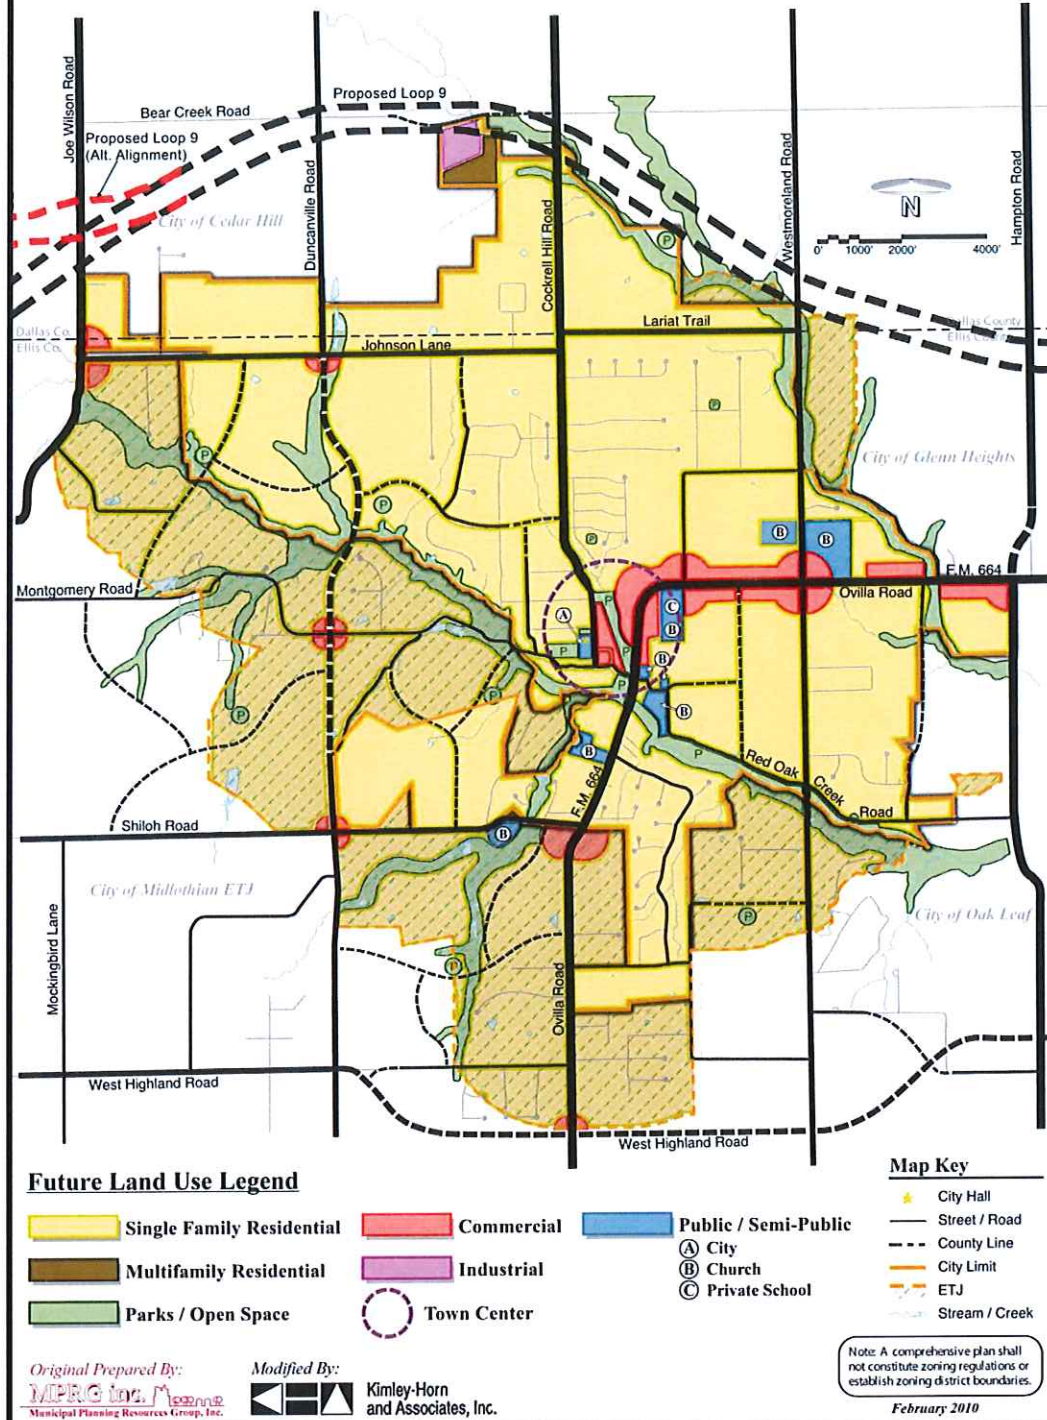 Joe Wilson Road
Bear Creek Road
Proposed Loop 9
Proposed Loop 9
(Alt. Alignment)
City of Cedar Hill
Duncanville Road
Cockrell Hill Road
Westmoreland Road
Hampton Road
N
0' 1000' 2000' 4000'
Dallas Co.
Ellis Co.
Lariat Trail
Dallas County
Ellis County
Johnson Lane
P
P
P
P
P
City of Glenn Heights
B
B
Montgomery Road
F.M. 664
Ovilla Road
A
P
C
B
P
P
B
P
P
B
P
B
P
Red Oak
Creek
Road
F.M. 664
Shiloh Road
B
City of Midlothian ETJ
Mockingbird Lane
P
City of Oak Leaf
P
Ovilla Road
West Highland Road
West Highland Road
Future Land Use Legend
Single Family Residential
Commercial
Public / Semi-Public
A City
B Church
C Private School
Multifamily Residential
Industrial
Parks / Open Space
Town Center
Map Key
City Hall
Street / Road
County Line
City Limit
ETJ
Stream / Creek
Original Prepared By:
MPRG inc.
Municipal Planning Resources Group, Inc.
Modified By:
Kimley-Horn
and Associates, Inc.
Note: A comprehensive plan shall
not constitute zoning regulations or
establish zoning district boundaries.
February 2010